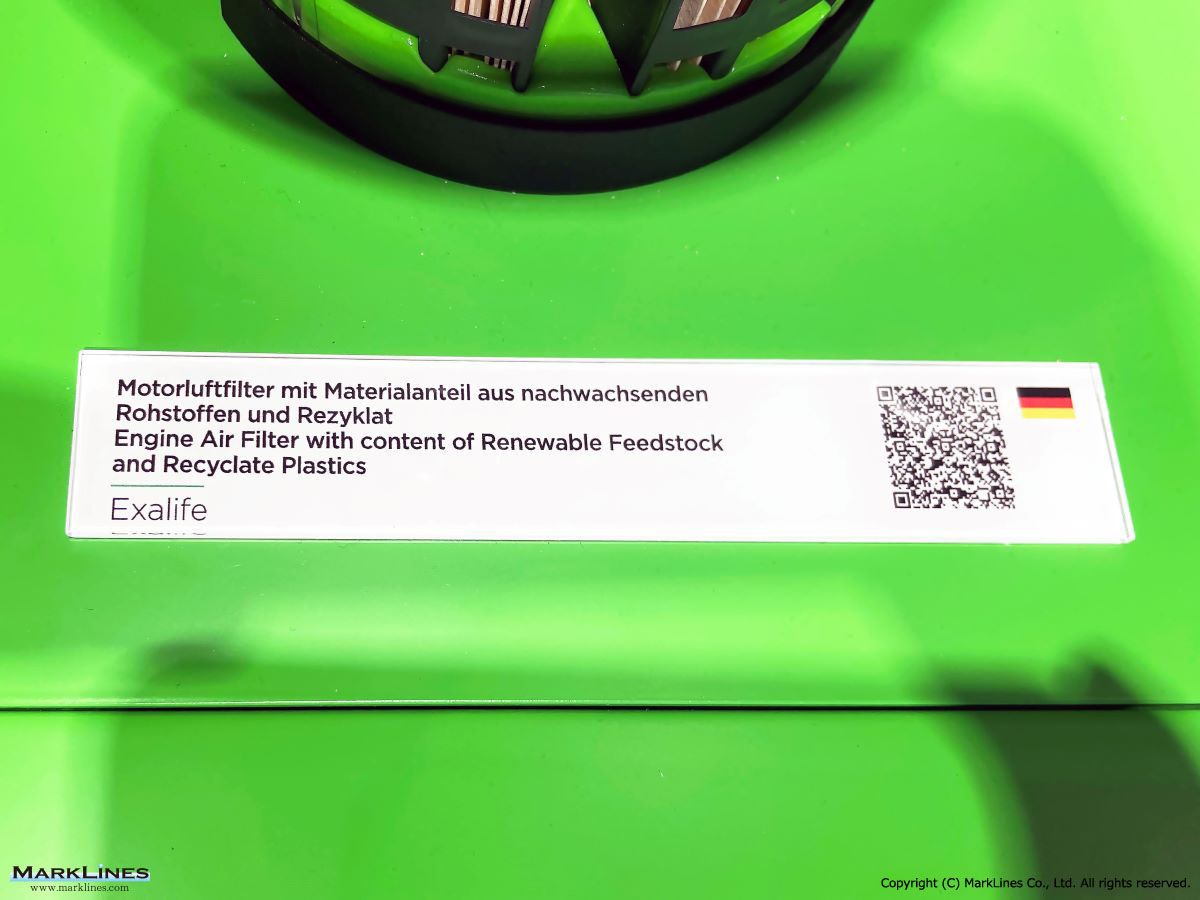 Motorluftfilter mit Materialanteil aus nachwachsenden
Rohstoffen und Rezyklat
Engine Air Filter with content of Renewable Feedstock
and Recyclate Plastics
Exalife
MARKLINES
www.marklines.com
Copyright (C) MarkLines Co., Ltd. All rights reserved.